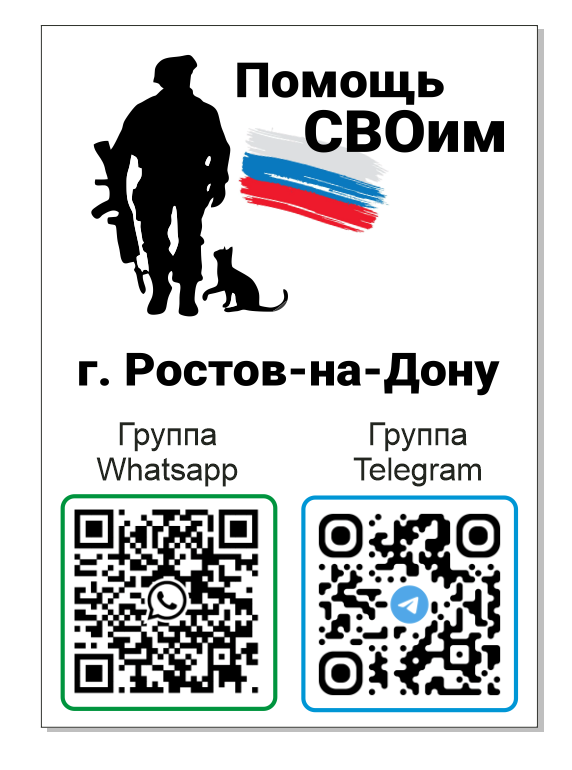 Помощь
СВОим
г. Ростов-на-Дону
Группа
Whatsapp
Группа
Telegram